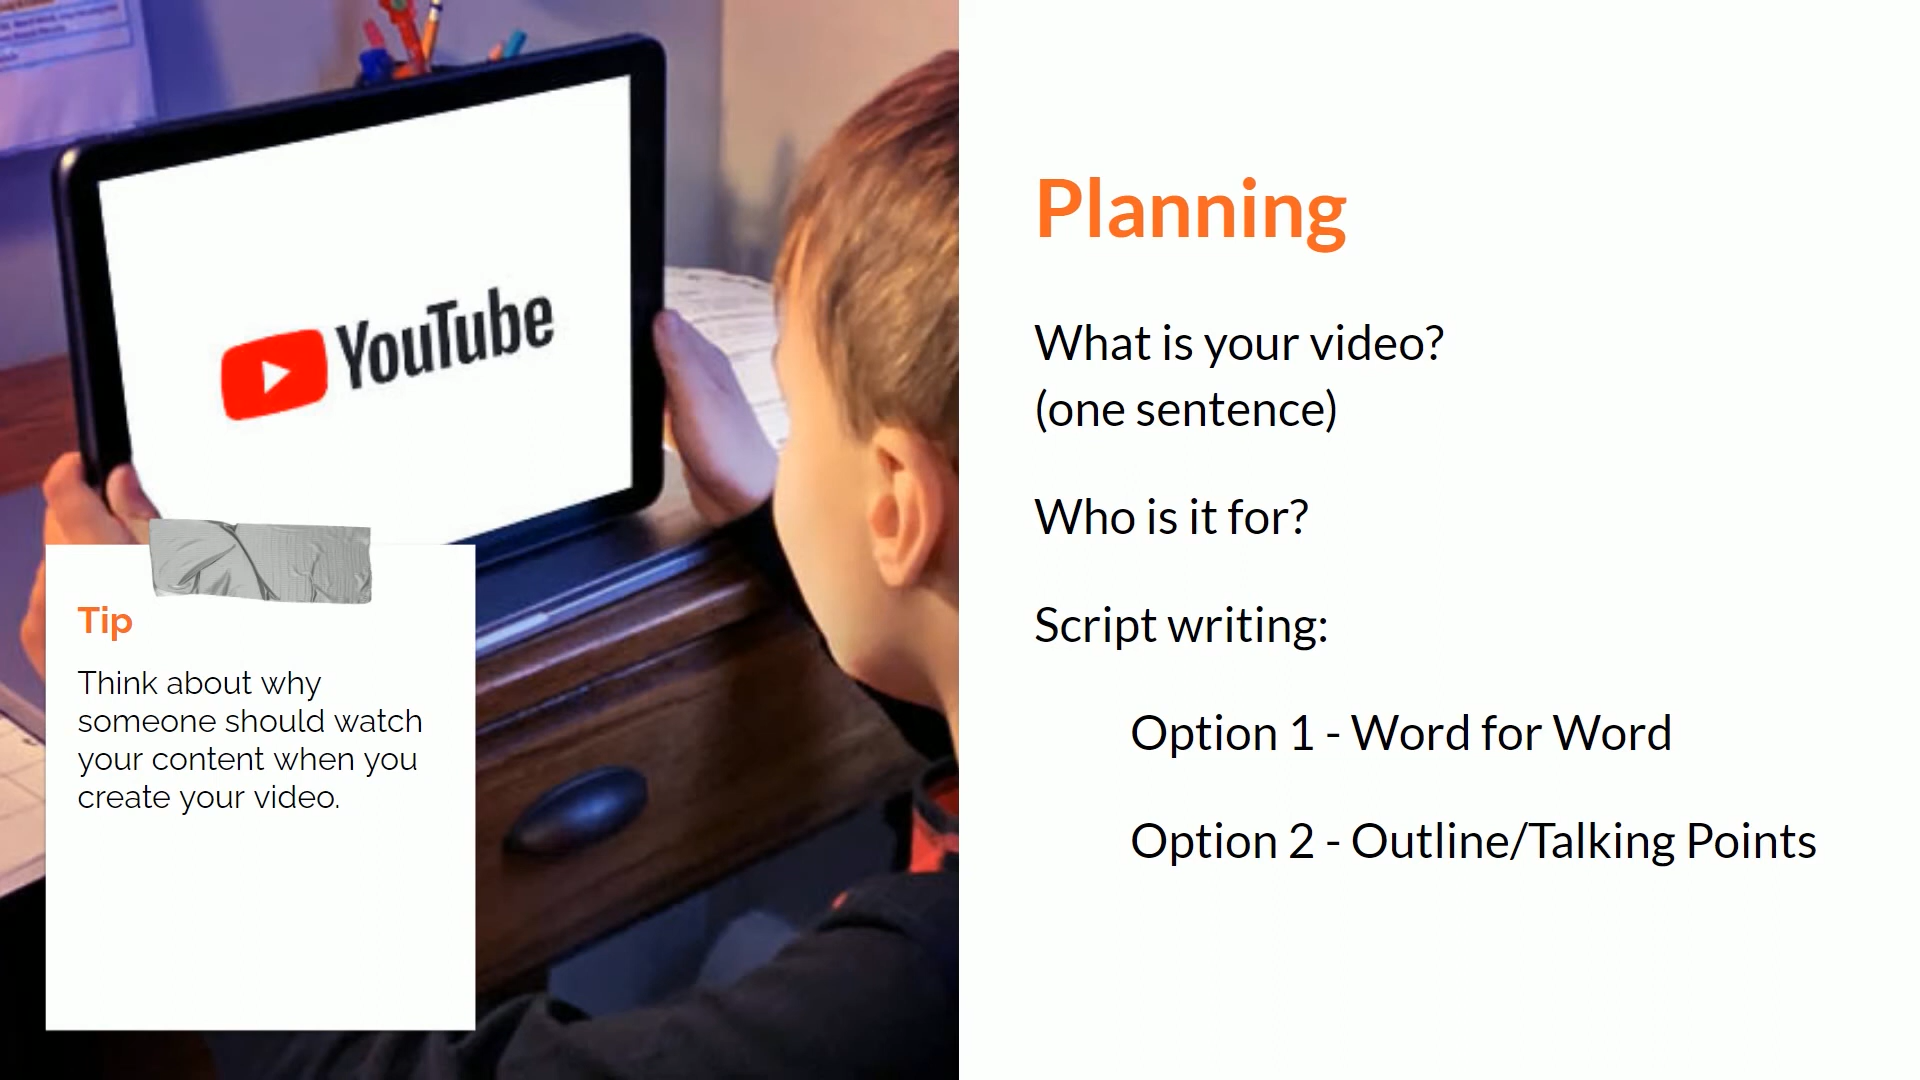 YouTube
Tip
Think about why
someone should watch
your content when you
create your video.
Planning
What is your video?
(one sentence)
Who is it for?
Script writing:
Option 1 - Word for Word
Option 2 - Outline/Talking Points